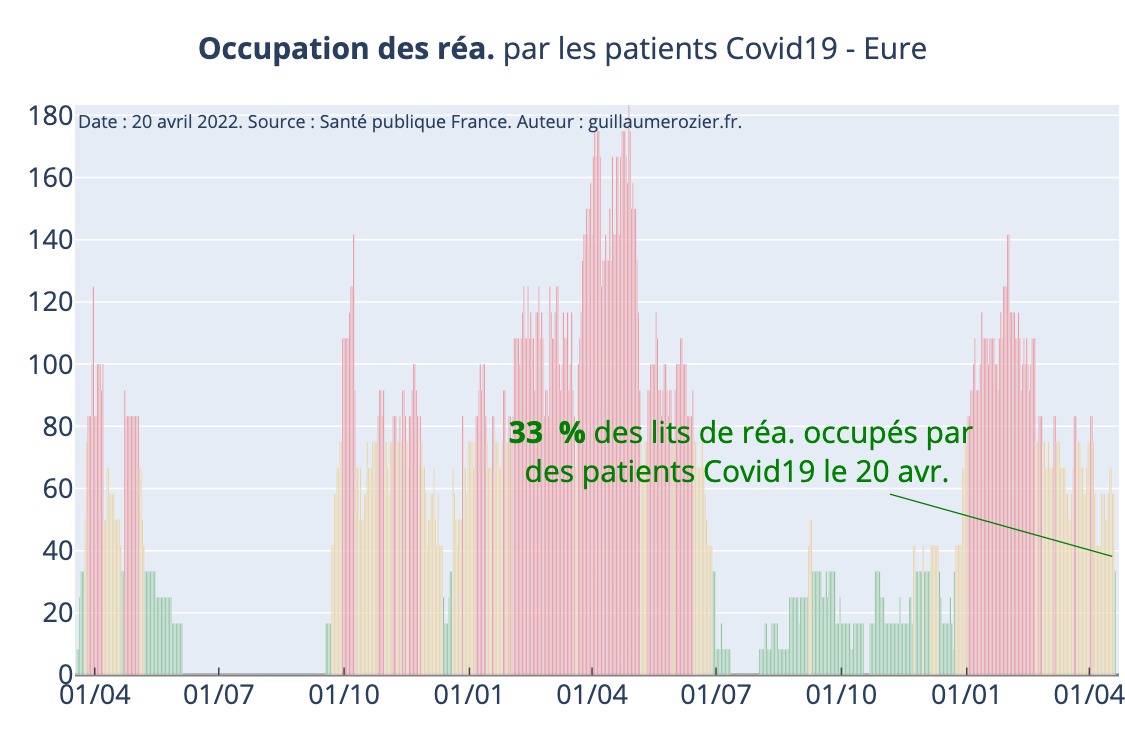 Occupation des réa. par les patients Covid19 - Eure
180
Date : 20 avril 2022. Source : Santé publique France. Auteur : guillaumerozier.fr.
160
140
120
100
80
33 % des lits de réa. occupés par
des patients Covid19 le 20 avr.
60
40
20
0
01/04 01/07 01/10 01/01 01/04 01/07 01/10 01/01 01/04